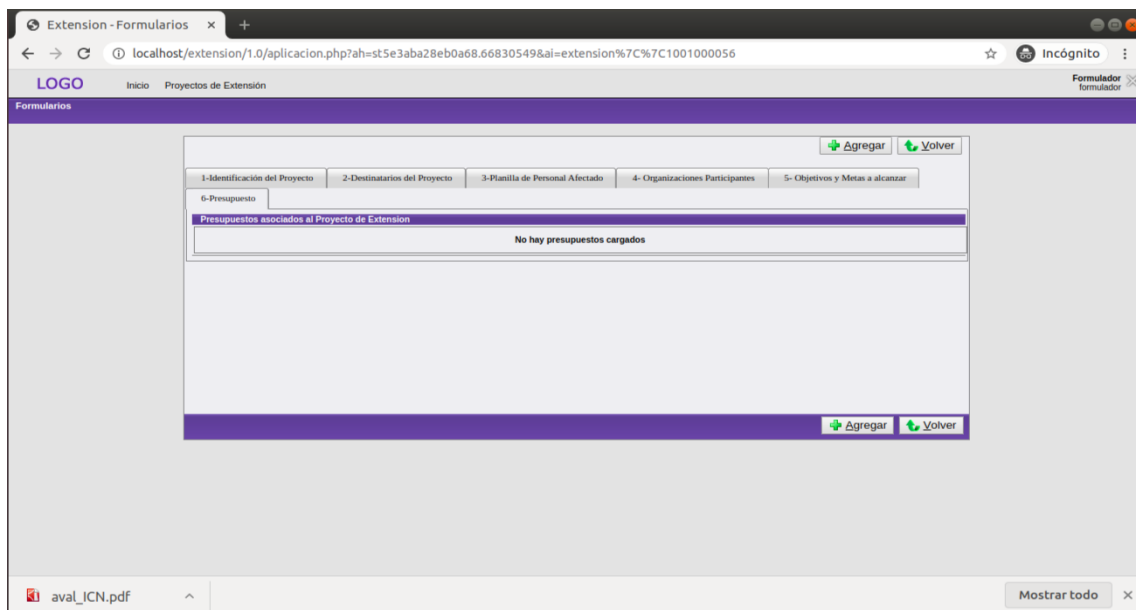 Extension - Formularios
localhost/extension/1.0/aplicacion.php?ah=st5e3aba28eb0a68.66830549&ai=extension%7C%7C1001000056
Incógnito
LOGO
Inicio
Proyectos de Extensión
Formulador
formulador
Formularios
Agregar
Volver
1-Identificación del Proyecto
2-Destinatarios del Proyecto
3-Planilla de Personal Afectado
4- Organizaciones Participantes
5- Objetivos y Metas a alcanzar
6-Presupuesto
Presupuestos asociados al Proyecto de Extension
No hay presupuestos cargados
Agregar
Volver
aval_ICN.pdf
Mostrar todo